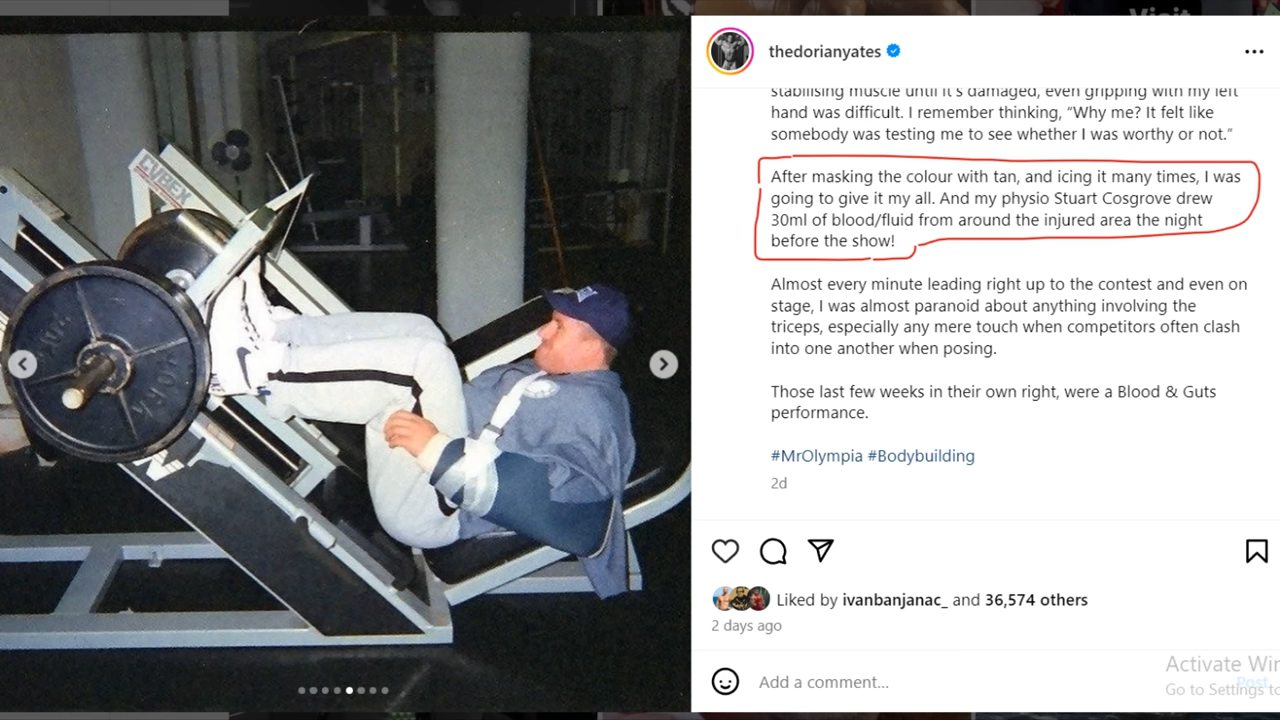 Visit
thedorianyates
stabilising muscle until it's damaged, even gripping with my left
hand was difficult. I remember thinking, “Why me? It felt like
somebody was testing me to see whether I was worthy or not.”
After masking the colour with tan, and icing it many times, I was
going to give it my all. And my physio Stuart Cosgrove drew
30ml of blood/fluid from around the injured area the night
before the show!
Almost every minute leading right up to the contest and even on
stage, I was almost paranoid about anything involving the
triceps, especially any mere touch when competitors often clash
into one another when posing.
Those last few weeks in their own right, were a Blood & Guts
performance.
#MrOlympia #Bodybuilding
2d
Liked by ivanbanjanac_ and 36,574 others
2 days ago
Add a comment...
Post
Activate Win
Go to Settings to
CYBEX
YORK